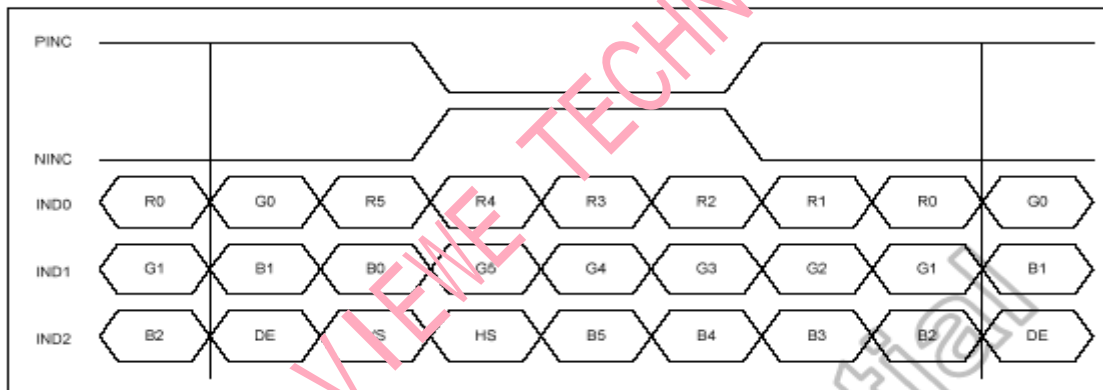 PINC
NINC
IND0 R0 G0 R5 R4 R3 R2 R1 R0 G0
IND1 G1 B1 B0 G5 G4 G3 G2 G1 B1
IND2 B2 DE VS HS B5 B4 B3 B2 DE
VIEWE TECHN
tial